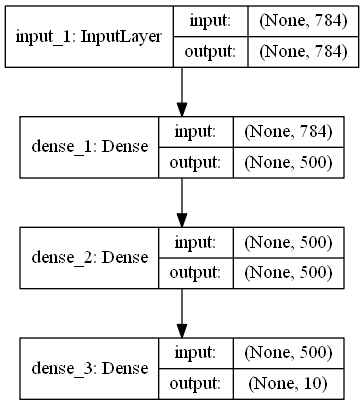 input_1: InputLayer
input: (None, 784)
output: (None, 784)
dense_1: Dense
input: (None, 784)
output: (None, 500)
dense_2: Dense
input: (None, 500)
output: (None, 500)
dense_3: Dense
input: (None, 500)
output: (None, 10)